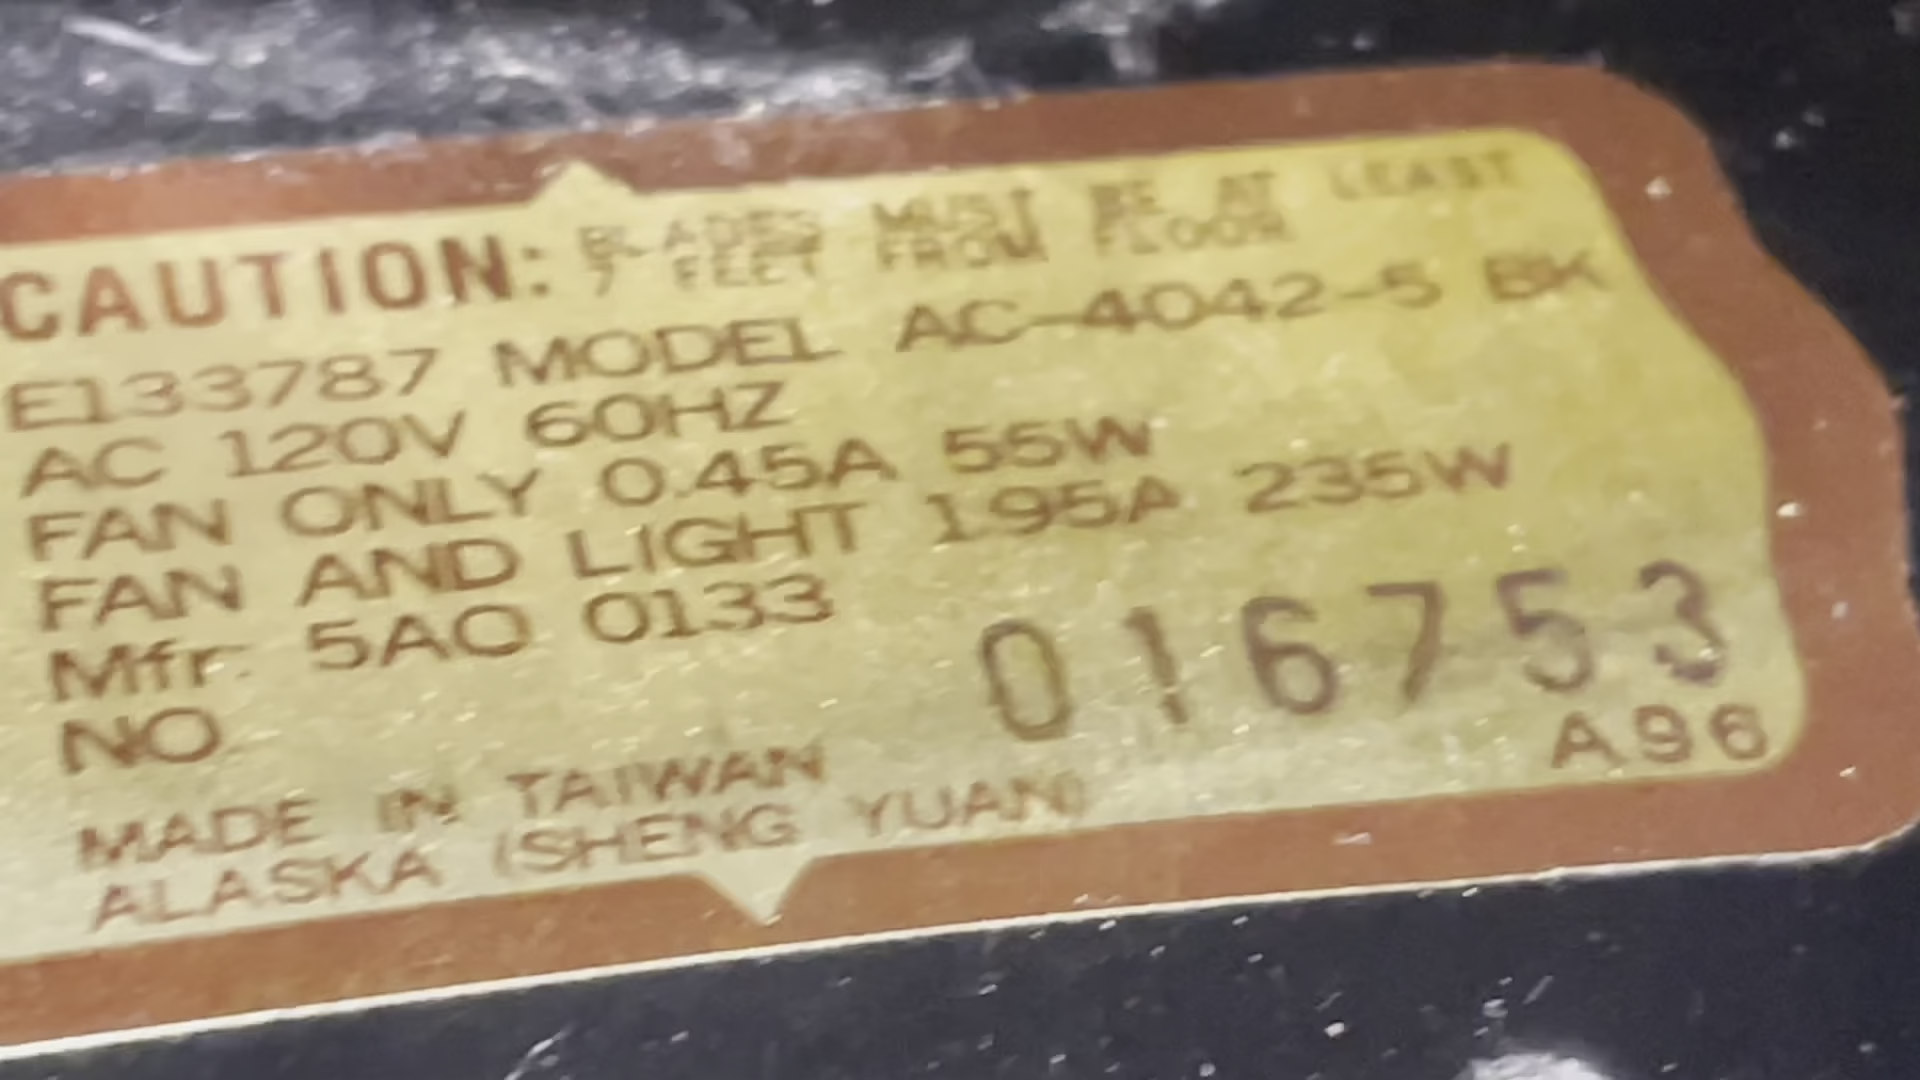 CAUTION: BLADES MUST BE AT LEAST
7 FEET FROM FLOOR
E133787 MODEL AC-4042-5 BK
AC 120V 60HZ
FAN ONLY 0.45A 55W
FAN AND LIGHT 1.95A 235W
Mfr: 5AO 0133
NO. 016753
A96
MADE IN TAIWAN
ALASKA (SHENG YUAN)